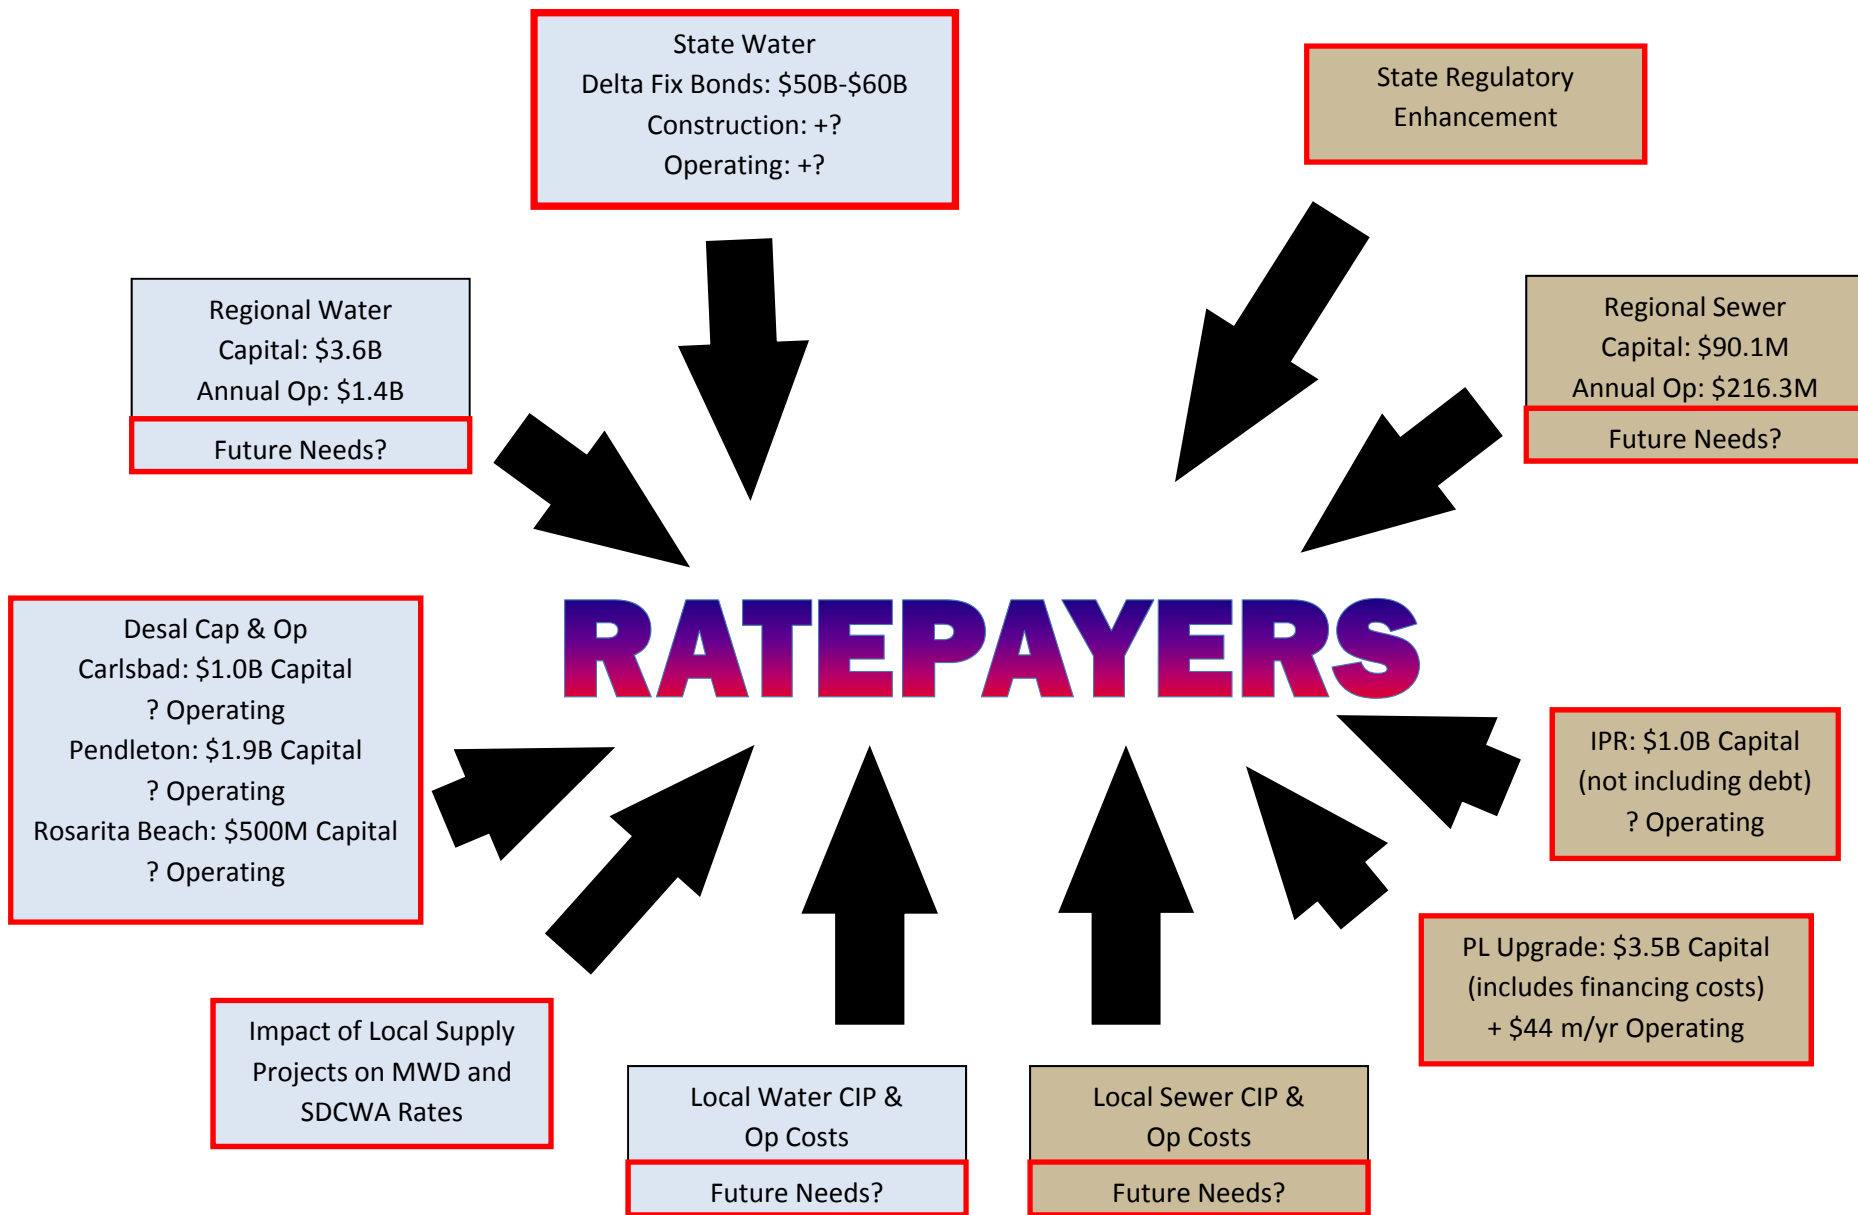 State Water
Delta Fix Bonds: $50B-$60B
Construction: +?
Operating: +?
State Regulatory
Enhancement
Regional Water
Capital: $3.6B
Annual Op: $1.4B
Future Needs?
Regional Sewer
Capital: $90.1M
Annual Op: $216.3M
Future Needs?
RATEPAYERS
Desal Cap & Op
Carlsbad: $1.0B Capital
? Operating
Pendleton: $1.9B Capital
? Operating
Rosarita Beach: $500M Capital
? Operating
IPR: $1.0B Capital
(not including debt)
? Operating
PL Upgrade: $3.5B Capital
(includes financing costs)
+ $44 m/yr Operating
Impact of Local Supply
Projects on MWD and
SDCWA Rates
Local Water CIP &
Op Costs
Future Needs?
Local Sewer CIP &
Op Costs
Future Needs?